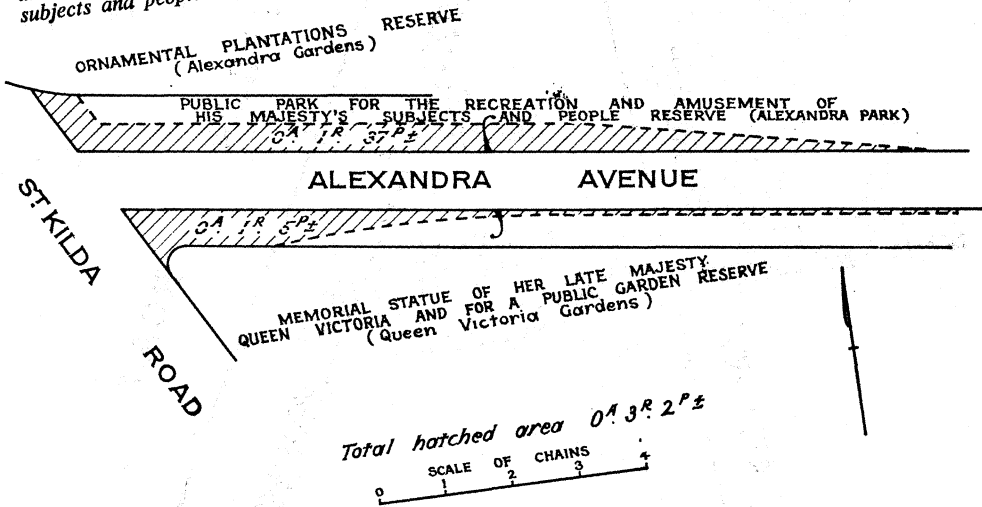 subjects and peop
ORNAMENTAL PLANTATIONS RESERVE
(Alexandra Gardens)
PUBLIC PARK FOR THE RECREATION AND AMUSEMENT OF
HIS MAJESTY'S SUBJECTS AND PEOPLE RESERVE (ALEXANDRA PARK)
0A. 1R. 37P±
ALEXANDRA AVENUE
ST. KILDA ROAD
0A. 1R. 5P±
MEMORIAL STATUE OF HER LATE MAJESTY
QUEEN VICTORIA AND FOR A PUBLIC GARDEN RESERVE
(Queen Victoria Gardens)
Total hatched area 0A. 3R. 2P±
SCALE OF CHAINS
0 1 2 3 4